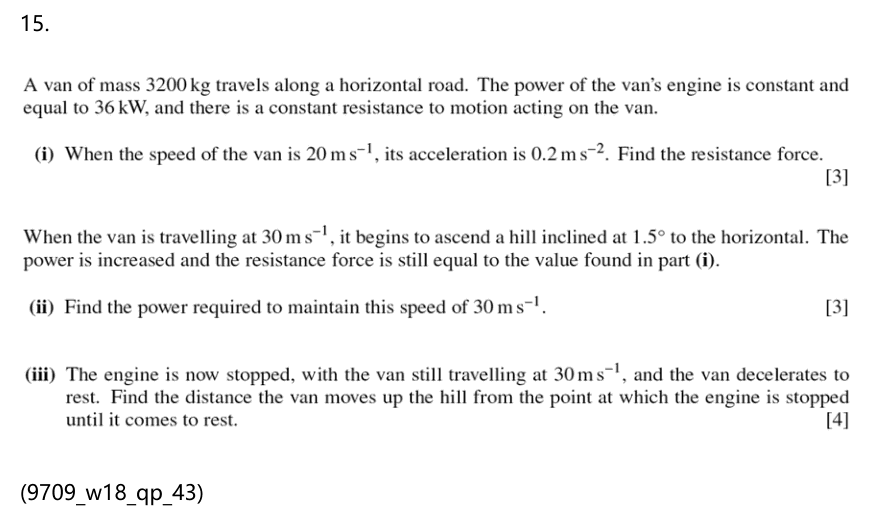 15.
A van of mass 3200 kg travels along a horizontal road. The power of the van's engine is constant and
equal to 36 kW, and there is a constant resistance to motion acting on the van.
(i) When the speed of the van is 20 m s⁻¹, its acceleration is 0.2 m s⁻². Find the resistance force.
[3]
When the van is travelling at 30 m s⁻¹, it begins to ascend a hill inclined at 1.5° to the horizontal. The
power is increased and the resistance force is still equal to the value found in part (i).
(ii) Find the power required to maintain this speed of 30 m s⁻¹. [3]
(iii) The engine is now stopped, with the van still travelling at 30 m s⁻¹, and the van decelerates to
rest. Find the distance the van moves up the hill from the point at which the engine is stopped
until it comes to rest. [4]
(9709_w18_qp_43)